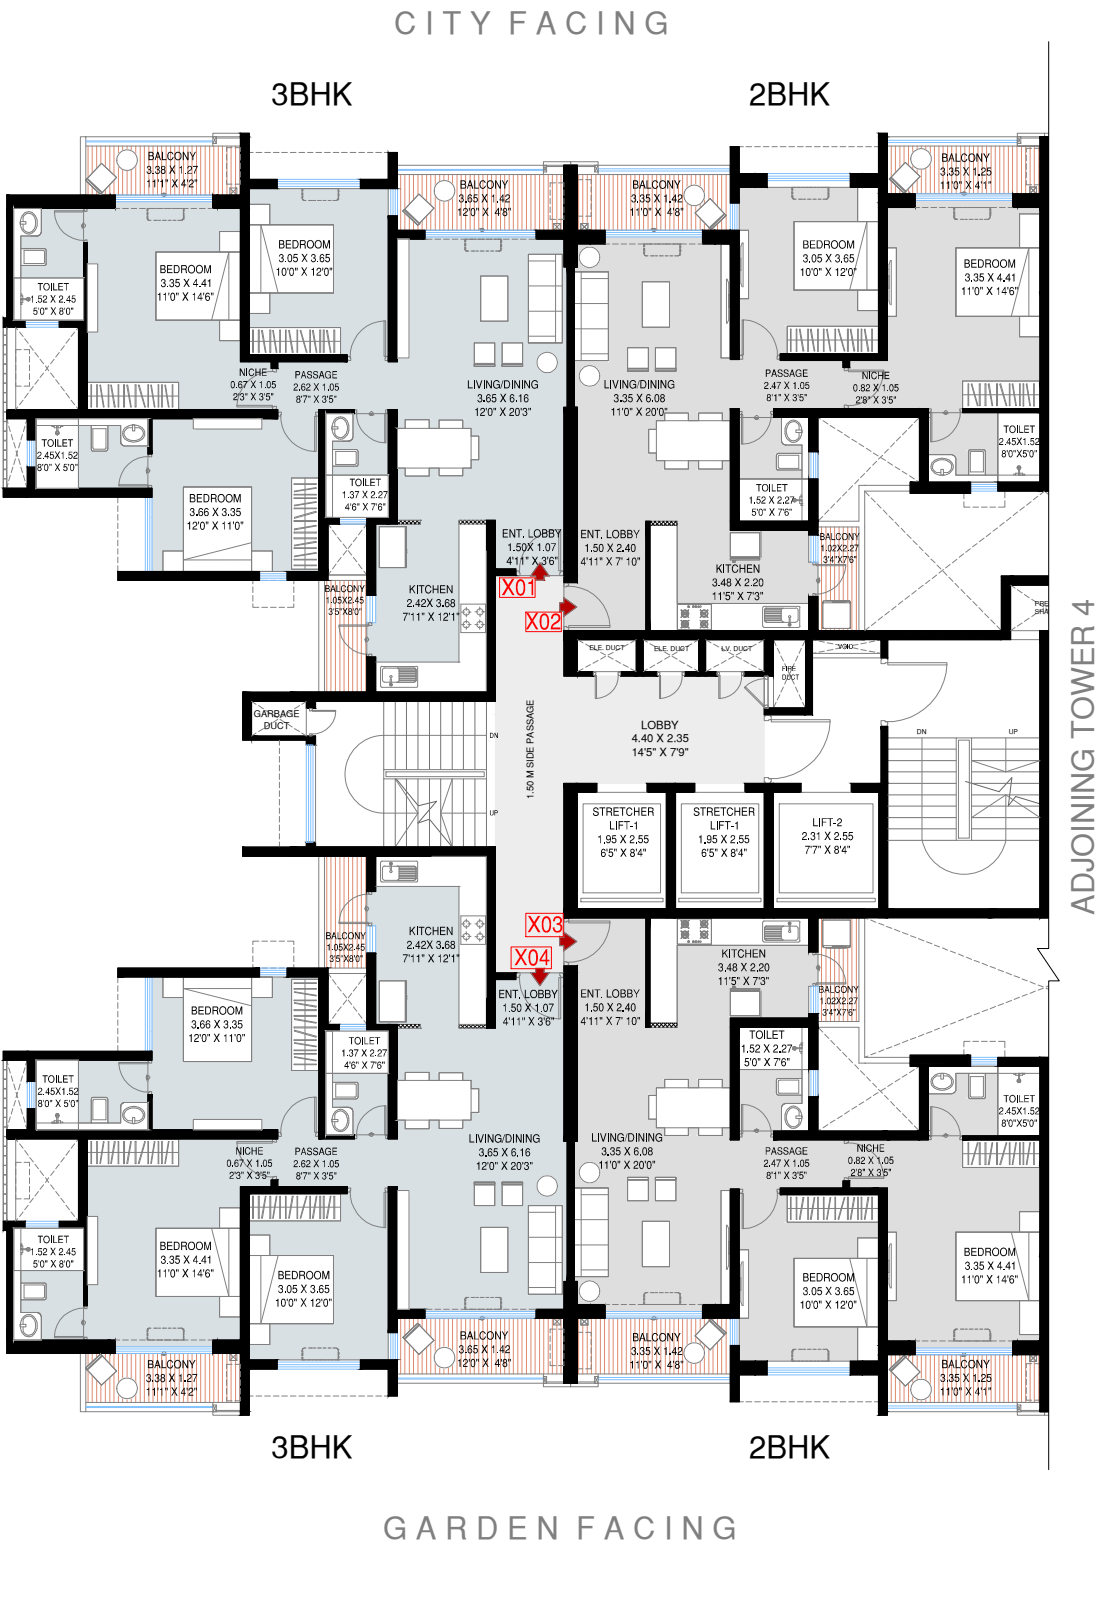 CITY FACING
3BHK
2BHK
BALCONY
3.38 X 1.27
11'1" X 4'2"
BALCONY
3.65 X 1.42
12'0" X 4'8"
BALCONY
3.35 X 1.42
11'0" X 4'8"
BALCONY
3.35 X 1.25
11'0" X 4'1"
BEDROOM
3.35 X 4.41
11'0" X 14'6"
BEDROOM
3.05 X 3.65
10'0" X 12'0"
BEDROOM
3.05 X 3.65
10'0" X 12'0"
BEDROOM
3.35 X 4.41
11'0" X 14'6"
TOILET
1.52 X 2.45
5'0" X 8'0"
NICHE
0.67 X 1.05
2'3" X 3'5"
PASSAGE
2.62 X 1.05
8'7" X 3'5"
LIVING/DINING
3.65 X 6.16
12'0" X 20'3"
LIVING/DINING
3.35 X 6.08
11'0" X 20'0"
PASSAGE
2.47 X 1.05
8'1" X 3'5"
NICHE
0.82 X 1.05
2'8" X 3'5"
TOILET
2.45X1.52
8'0" X 5'0"
TOILET
2.45X1.52
8'0"X5'0"
BEDROOM
3.66 X 3.35
12'0" X 11'0"
TOILET
1.37 X 2.27
4'6" X 7'6"
TOILET
1.52 X 2.27
5'0" X 7'6"
ENT. LOBBY
1.50X 1.07
4'11" X 3'6"
ENT. LOBBY
1.50 X 2.40
4'11" X 7' 10"
BALCONY
1.02X2.27
3'4"X7'6"
KITCHEN
3.48 X 2.20
11'5" X 7'3"
BALCONY
1.05X2.45
3'5"X8'0"
KITCHEN
2.42X 3.68
7'11" X 12'1"
X01
X02
ELE. DUCT
ELE. DUCT
LV. DUCT
FIRE
DUCT
VOID
GARBAGE
DUCT
1.50 M SIDE PASSAGE
LOBBY
4.40 X 2.35
14'5" X 7'9"
DN
UP
DN
UP
STRETCHER
LIFT-1
1.95 X 2.55
6'5" X 8'4"
STRETCHER
LIFT-1
1.95 X 2.55
6'5" X 8'4"
LIFT-2
2.31 X 2.55
7'7" X 8'4"
ADJOINING TOWER 4
X03
X04
BALCONY
1.05X2.45
3'5"X8'0"
KITCHEN
2.42X 3.68
7'11" X 12'1"
KITCHEN
3.48 X 2.20
11'5" X 7'3"
BALCONY
1.02X2.27
3'4"X7'6"
ENT. LOBBY
1.50 X 1.07
4'11" X 3'6"
ENT. LOBBY
1.50 X 2.40
4'11" X 7' 10"
BEDROOM
3.66 X 3.35
12'0" X 11'0"
TOILET
1.37 X 2.27
4'6" X 7'6"
TOILET
1.52 X 2.27
5'0" X 7'6"
TOILET
2.45X1.52
8'0" X 5'0"
TOILET
2.45X1.52
8'0"X5'0"
NICHE
0.67 X 1.05
2'3" X 3'5"
PASSAGE
2.62 X 1.05
8'7" X 3'5"
LIVING/DINING
3.65 X 6.16
12'0" X 20'3"
LIVING/DINING
3.35 X 6.08
11'0" X 20'0"
PASSAGE
2.47 X 1.05
8'1" X 3'5"
NICHE
0.82 X 1.05
2'8" X 3'5"
TOILET
1.52 X 2.45
5'0" X 8'0"
BEDROOM
3.35 X 4.41
11'0" X 14'6"
BEDROOM
3.05 X 3.65
10'0" X 12'0"
BEDROOM
3.05 X 3.65
10'0" X 12'0"
BEDROOM
3.35 X 4.41
11'0" X 14'6"
BALCONY
3.38 X 1.27
11'1" X 4'2"
BALCONY
3.65 X 1.42
12'0" X 4'8"
BALCONY
3.35 X 1.42
11'0" X 4'8"
BALCONY
3.35 X 1.25
11'0" X 4'1"
3BHK
2BHK
GARDEN FACING